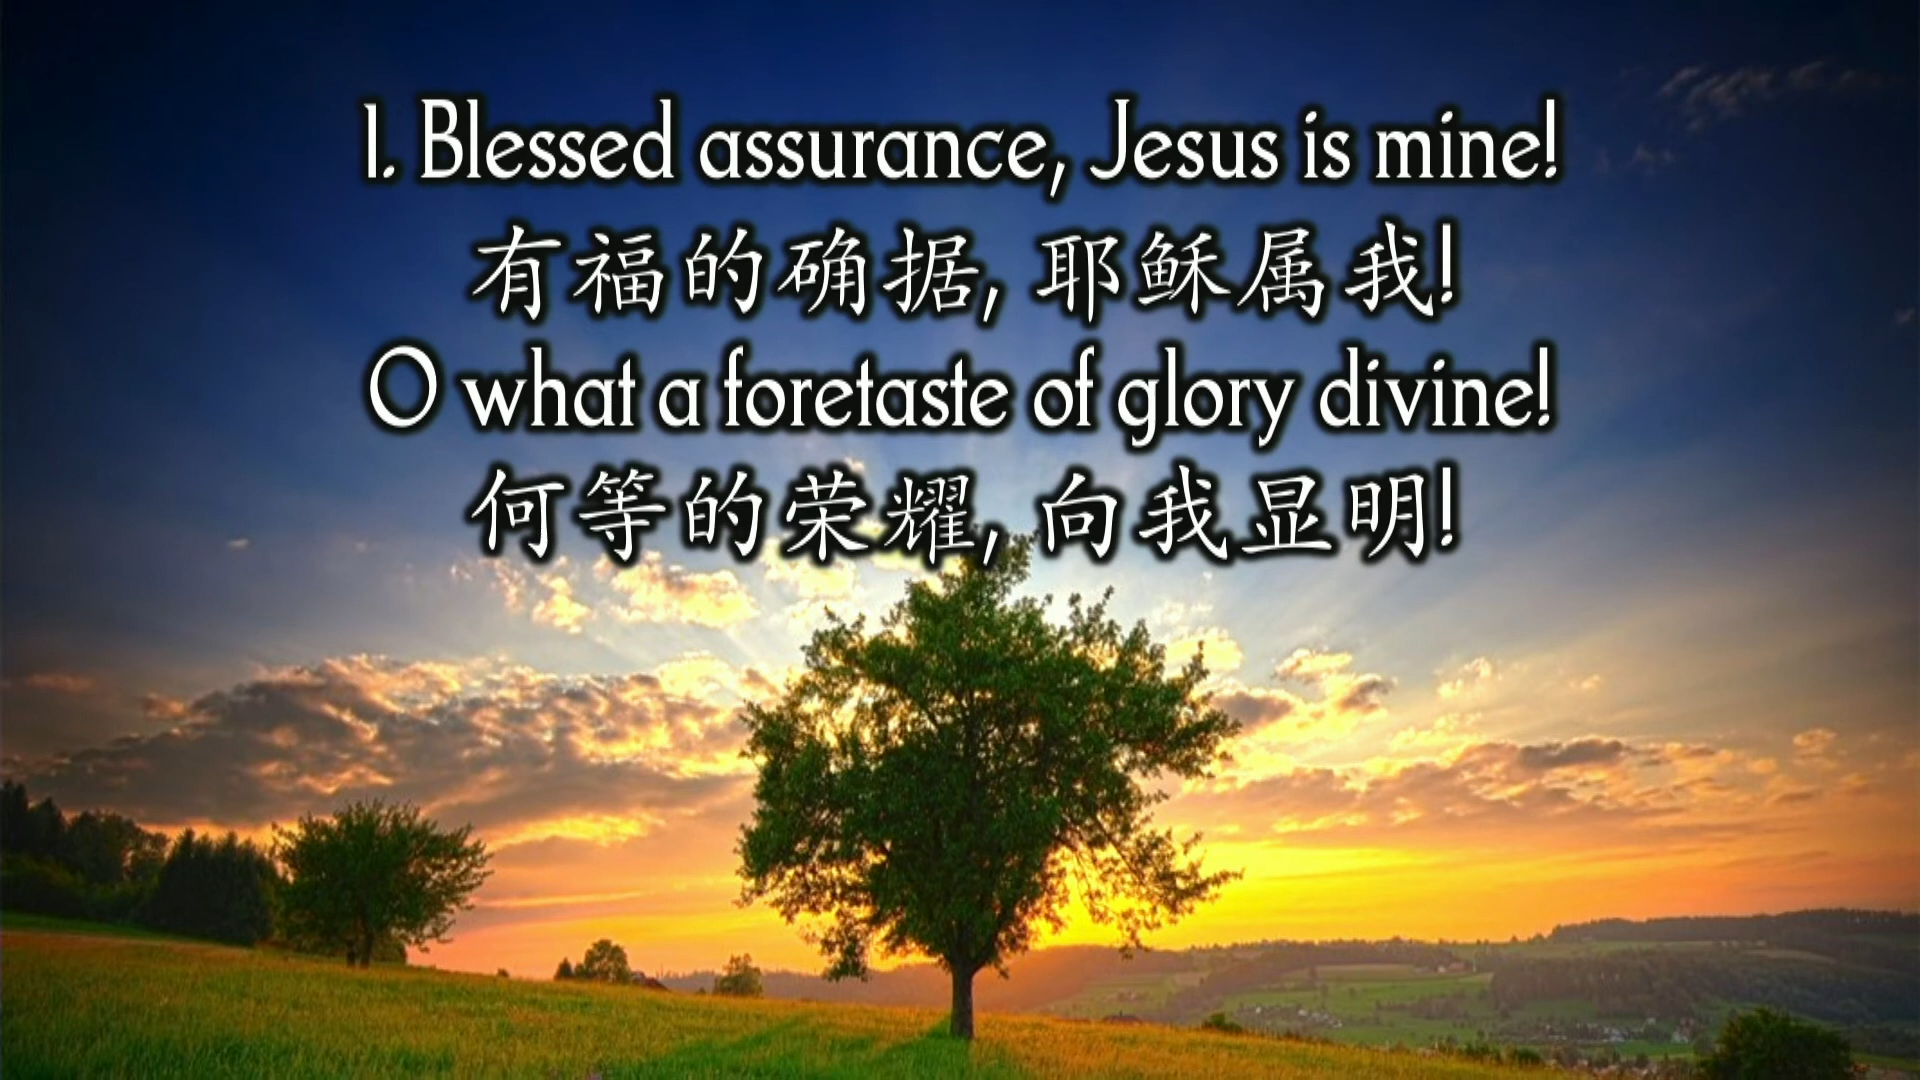 1. Blessed assurance, Jesus is mine!
有福的确据, 耶稣属我!
O what a foretaste of glory divine!
何等的荣耀, 向我显明!